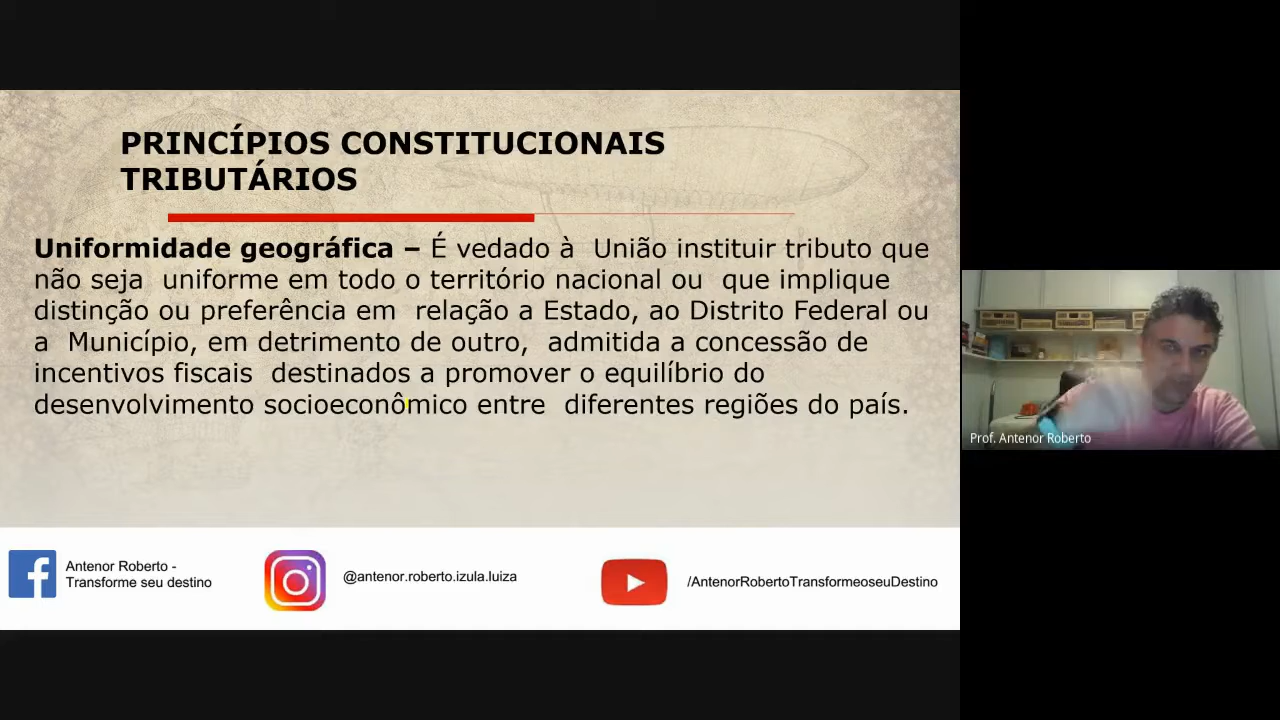 PRINCÍPIOS CONSTITUCIONAIS
TRIBUTÁRIOS
Uniformidade geográfica – É vedado à União instituir tributo que
não seja uniforme em todo o território nacional ou que implique
distinção ou preferência em relação a Estado, ao Distrito Federal ou
a Município, em detrimento de outro, admitida a concessão de
incentivos fiscais destinados a promover o equilíbrio do
desenvolvimento socioeconômico entre diferentes regiões do país.
Prof. Antenor Roberto
Antenor Roberto -
Transforme seu destino
@antenor.roberto.izula.luiza
/AntenorRobertoTransformeoseuDestino